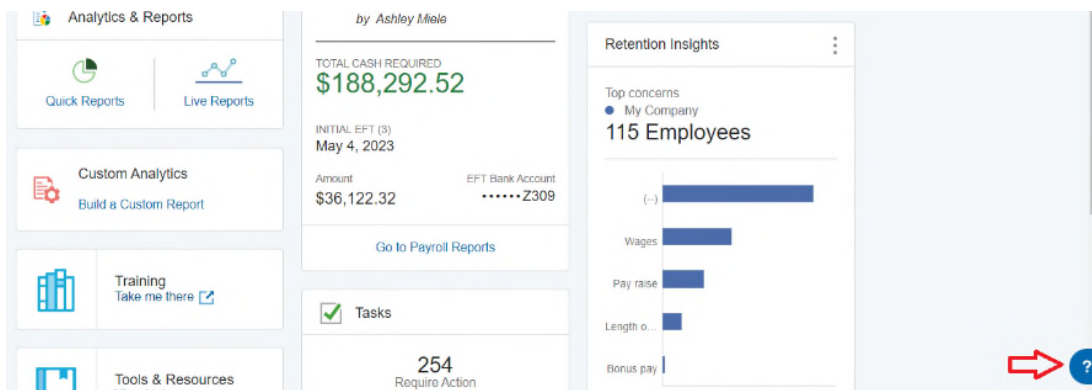 Analytics & Reports
Quick Reports
Live Reports
Custom Analytics
Build a Custom Report
Training
Take me there
Tools & Resources
by Ashley Miele
TOTAL CASH REQUIRED
$188,292.52
INITIAL EFT (3)
May 4, 2023
Amount
EFT Bank Account
$36,122.32
••••••Z309
Go to Payroll Reports
Tasks
254
Require Action
Retention Insights
Top concerns
My Company
115 Employees
(--)
Wages
Pay raise
Length o...
Bonus pay
?